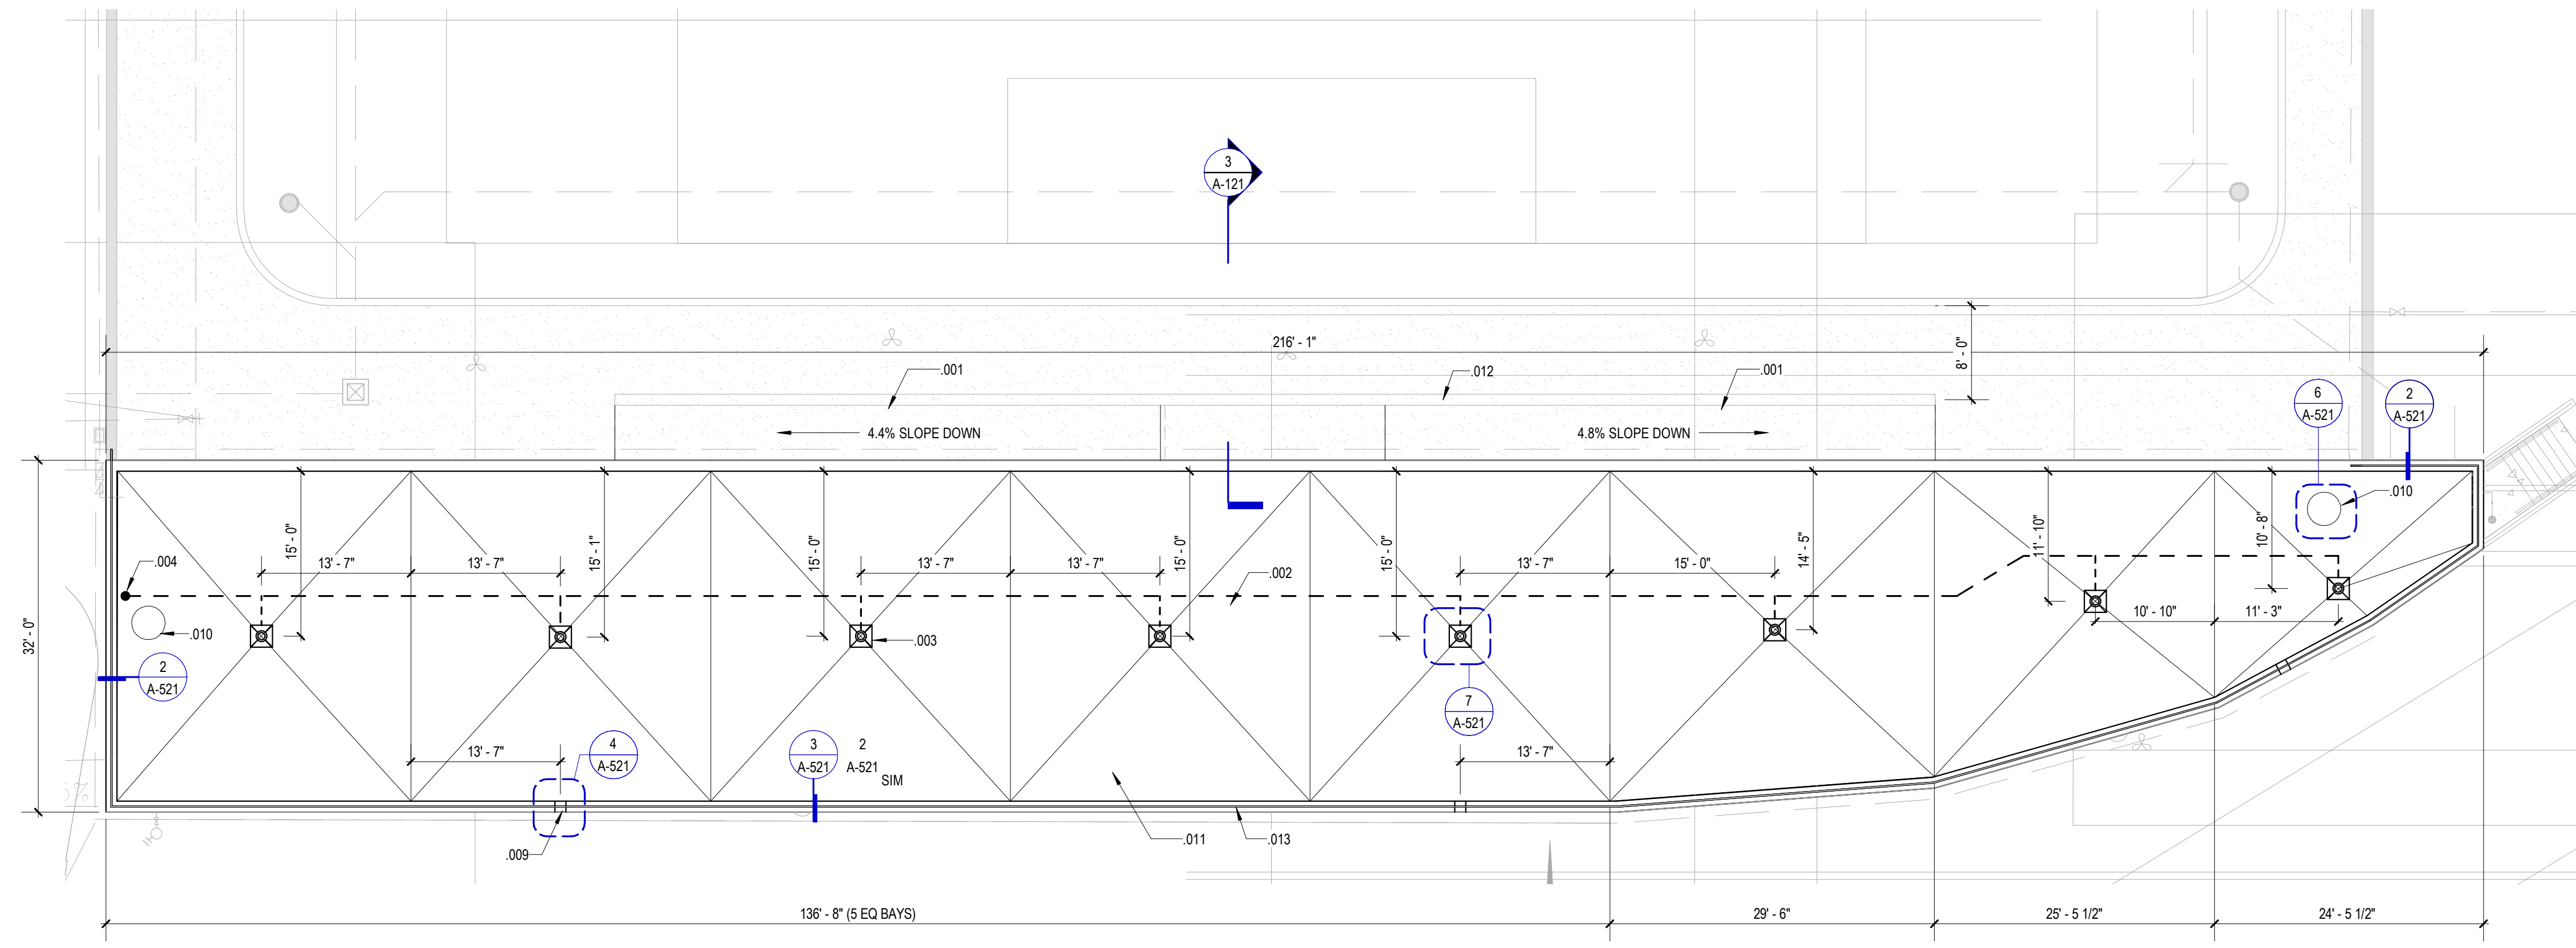 3
A-121
216' - 1"
8' - 0"
.001
.012
.001
6
A-521
2
A-521
4.4% SLOPE DOWN
4.8% SLOPE DOWN
.010
15' - 0"
15' - 1"
15' - 0"
15' - 0"
15' - 0"
14' - 5"
11' - 10"
10' - 8"
.004
13' - 7"
13' - 7"
13' - 7"
13' - 7"
.002
13' - 7"
15' - 0"
10' - 10"
11' - 3"
.010
.003
32' - 0"
2
A-521
7
A-521
13' - 7"
4
A-521
3
A-521
2
A-521
SIM
13' - 7"
.009
.011
.013
136' - 8" (5 EQ BAYS)
29' - 6"
25' - 5 1/2"
24' - 5 1/2"